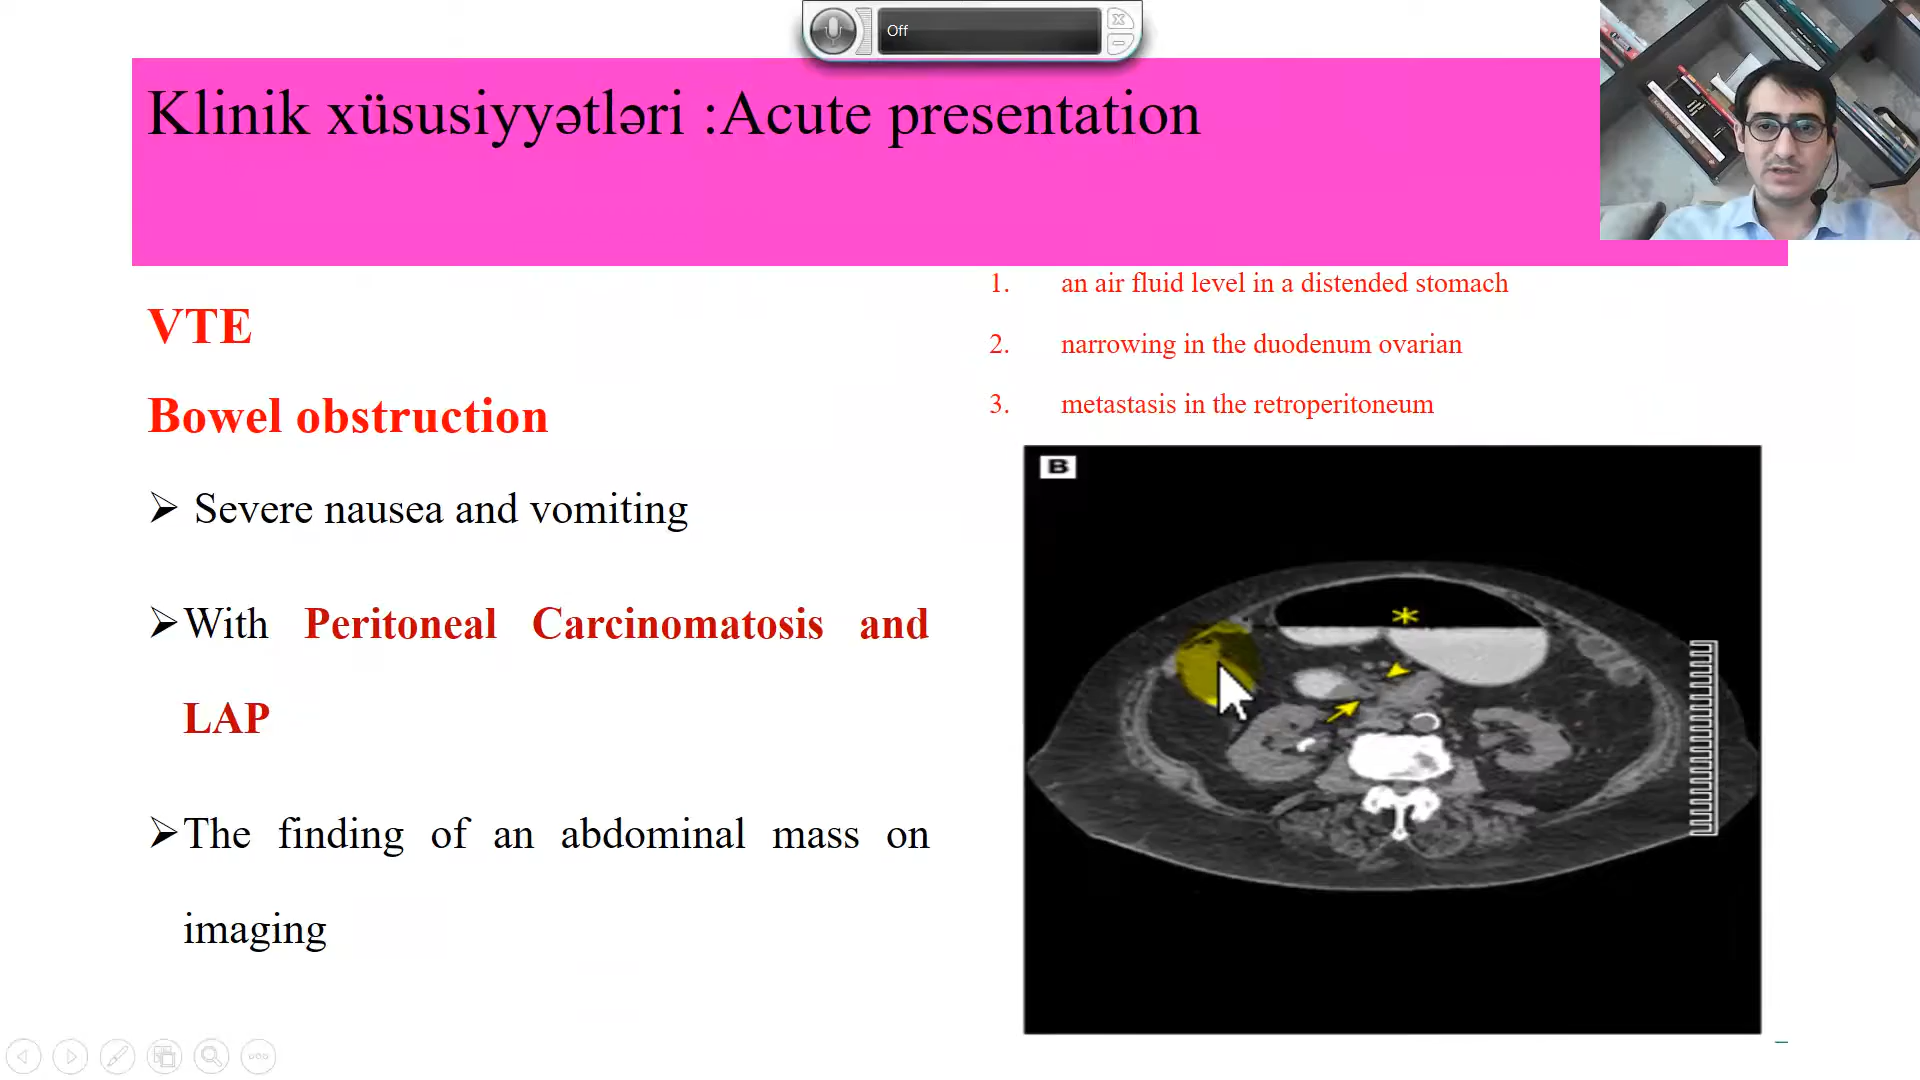 Off
Klinik xüsusiyyətləri :Acute presentation
VTE
Bowel obstruction
➢ Severe nausea and vomiting
➢With Peritoneal Carcinomatosis and
LAP
➢The finding of an abdominal mass on
imaging
1. an air fluid level in a distended stomach
2. narrowing in the duodenum ovarian
3. metastasis in the retroperitoneum
B
*